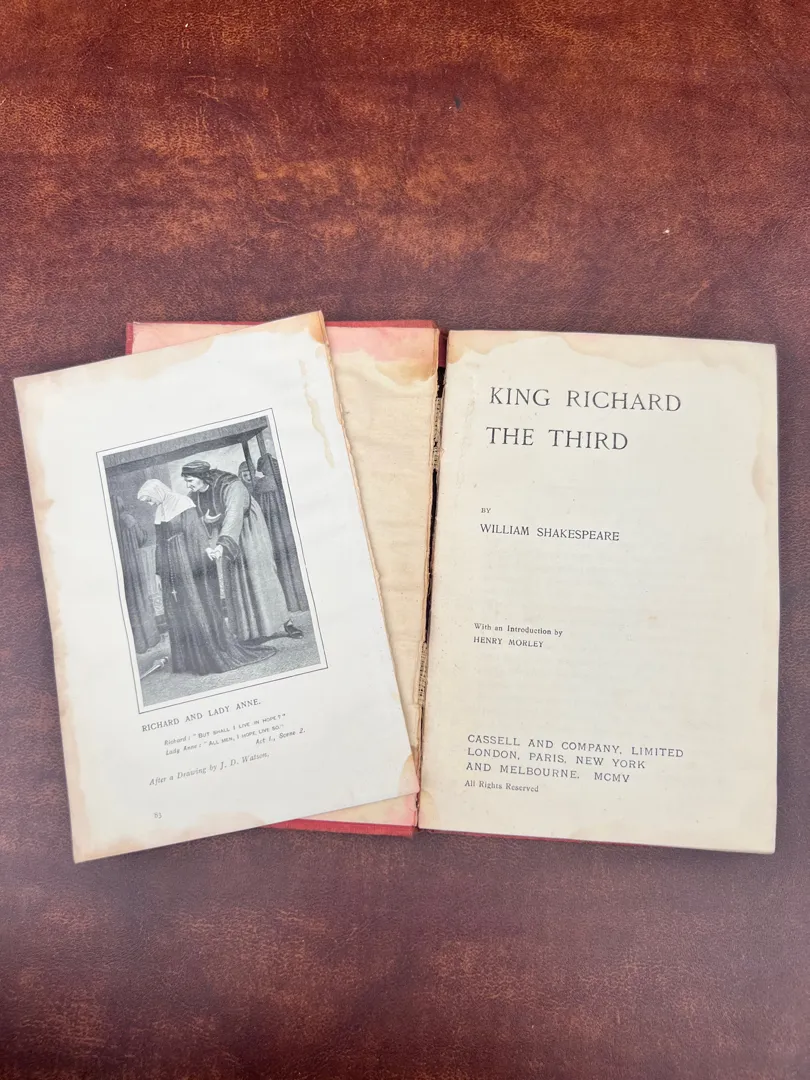 RICHARD AND LADY ANNE.
Richard: "BUT SHALL I LIVE IN HOPE?"
Lady Anne: "ALL MEN, I HOPE, LIVE SO."
Act I., Scene 2.
After a Drawing by J. D. Watson.
93
KING RICHARD
THE THIRD
BY
WILLIAM SHAKESPEARE
With an Introduction by
HENRY MORLEY
CASSELL AND COMPANY, LIMITED
LONDON, PARIS, NEW YORK
AND MELBOURNE. MCMV
All Rights Reserved